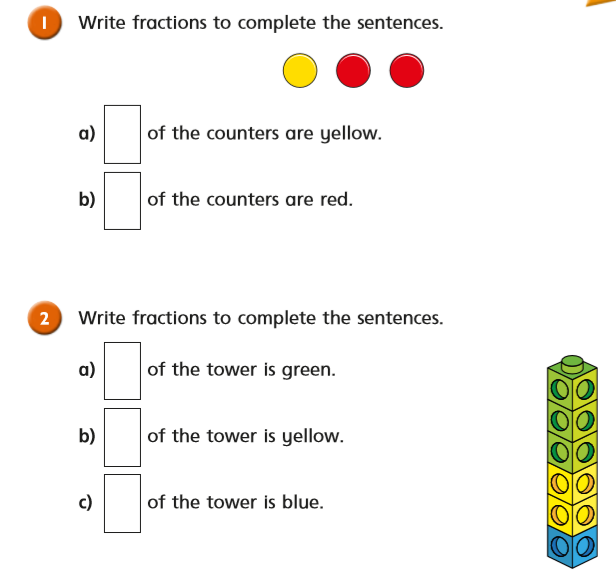 1 Write fractions to complete the sentences.
a) of the counters are yellow.
b) of the counters are red.
2 Write fractions to complete the sentences.
a) of the tower is green.
b) of the tower is yellow.
c) of the tower is blue.